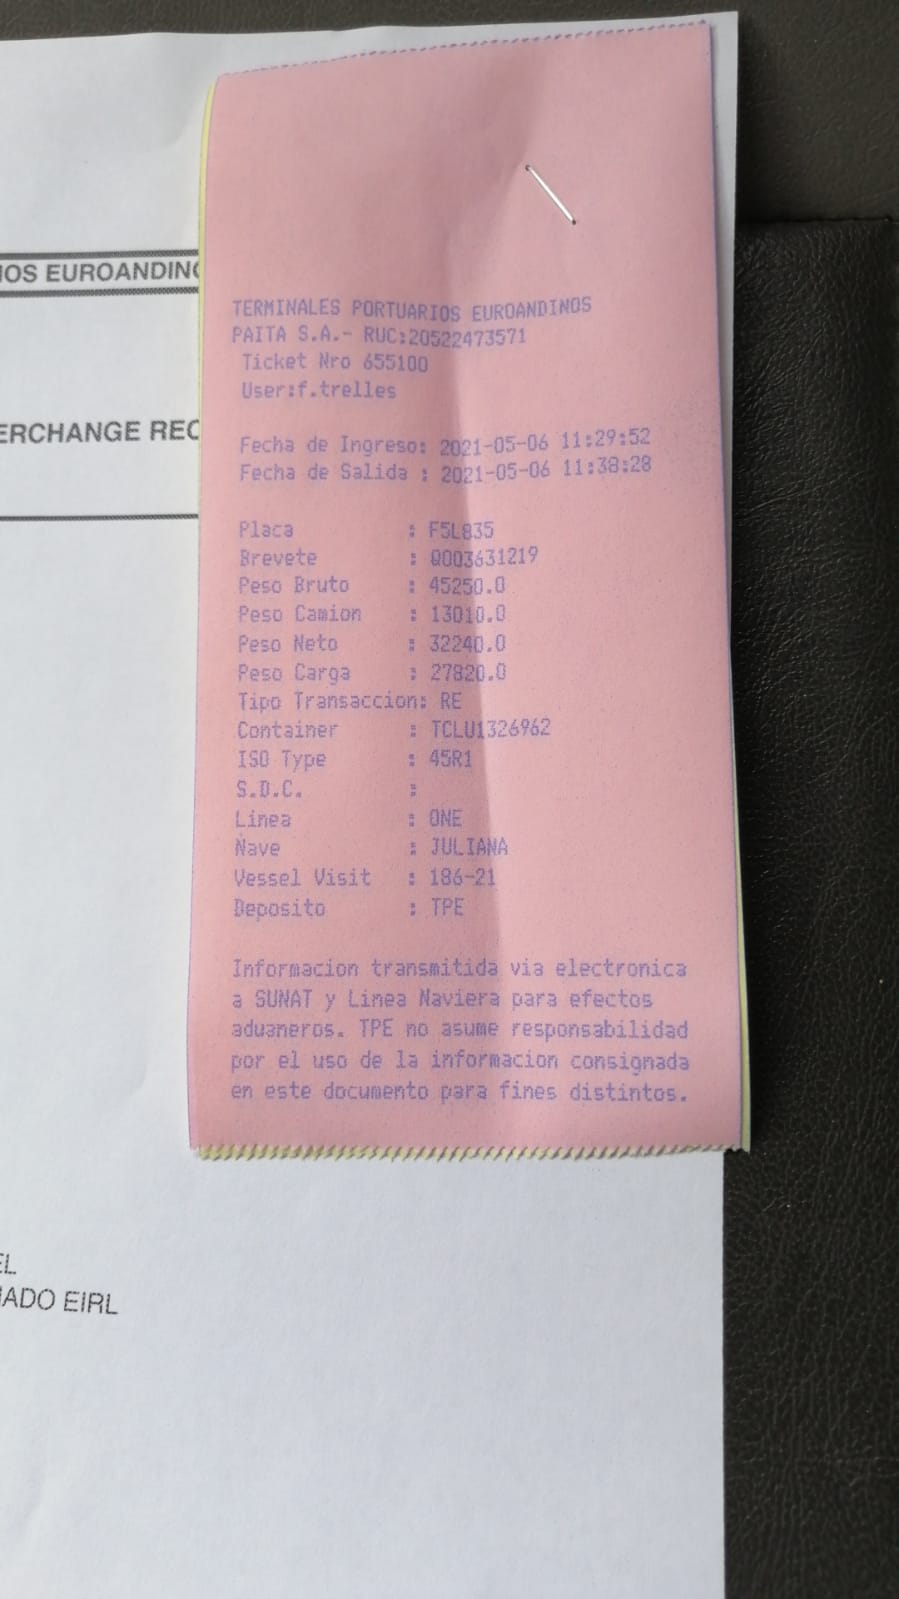 IOS EUROANDINO
ERCHANGE REC
TERMINALES PORTUARIOS EUROANDINOS
PAITA S.A.- RUC:20522473571
Ticket Nro 655100
User:f.trelles
Fecha de Ingreso: 2021-05-06 11:29:52
Fecha de Salida : 2021-05-06 11:38:28
Placa : F5L835
Brevete : Q003631219
Peso Bruto : 45250.0
Peso Camion : 13010.0
Peso Neto : 32240.0
Peso Carga : 27820.0
Tipo Transaccion: RE
Container : TCLU1326962
ISO Type : 45R1
S.D.C. :
Linea : ONE
Nave : JULIANA
Vessel Visit : 186-21
Deposito : TPE
Informacion transmitida via electronica
a SUNAT y Linea Naviera para efectos
aduaneros. TPE no asume responsabilidad
por el uso de la informacion consignada
en este documento para fines distintos.
EL
ADO EIRL